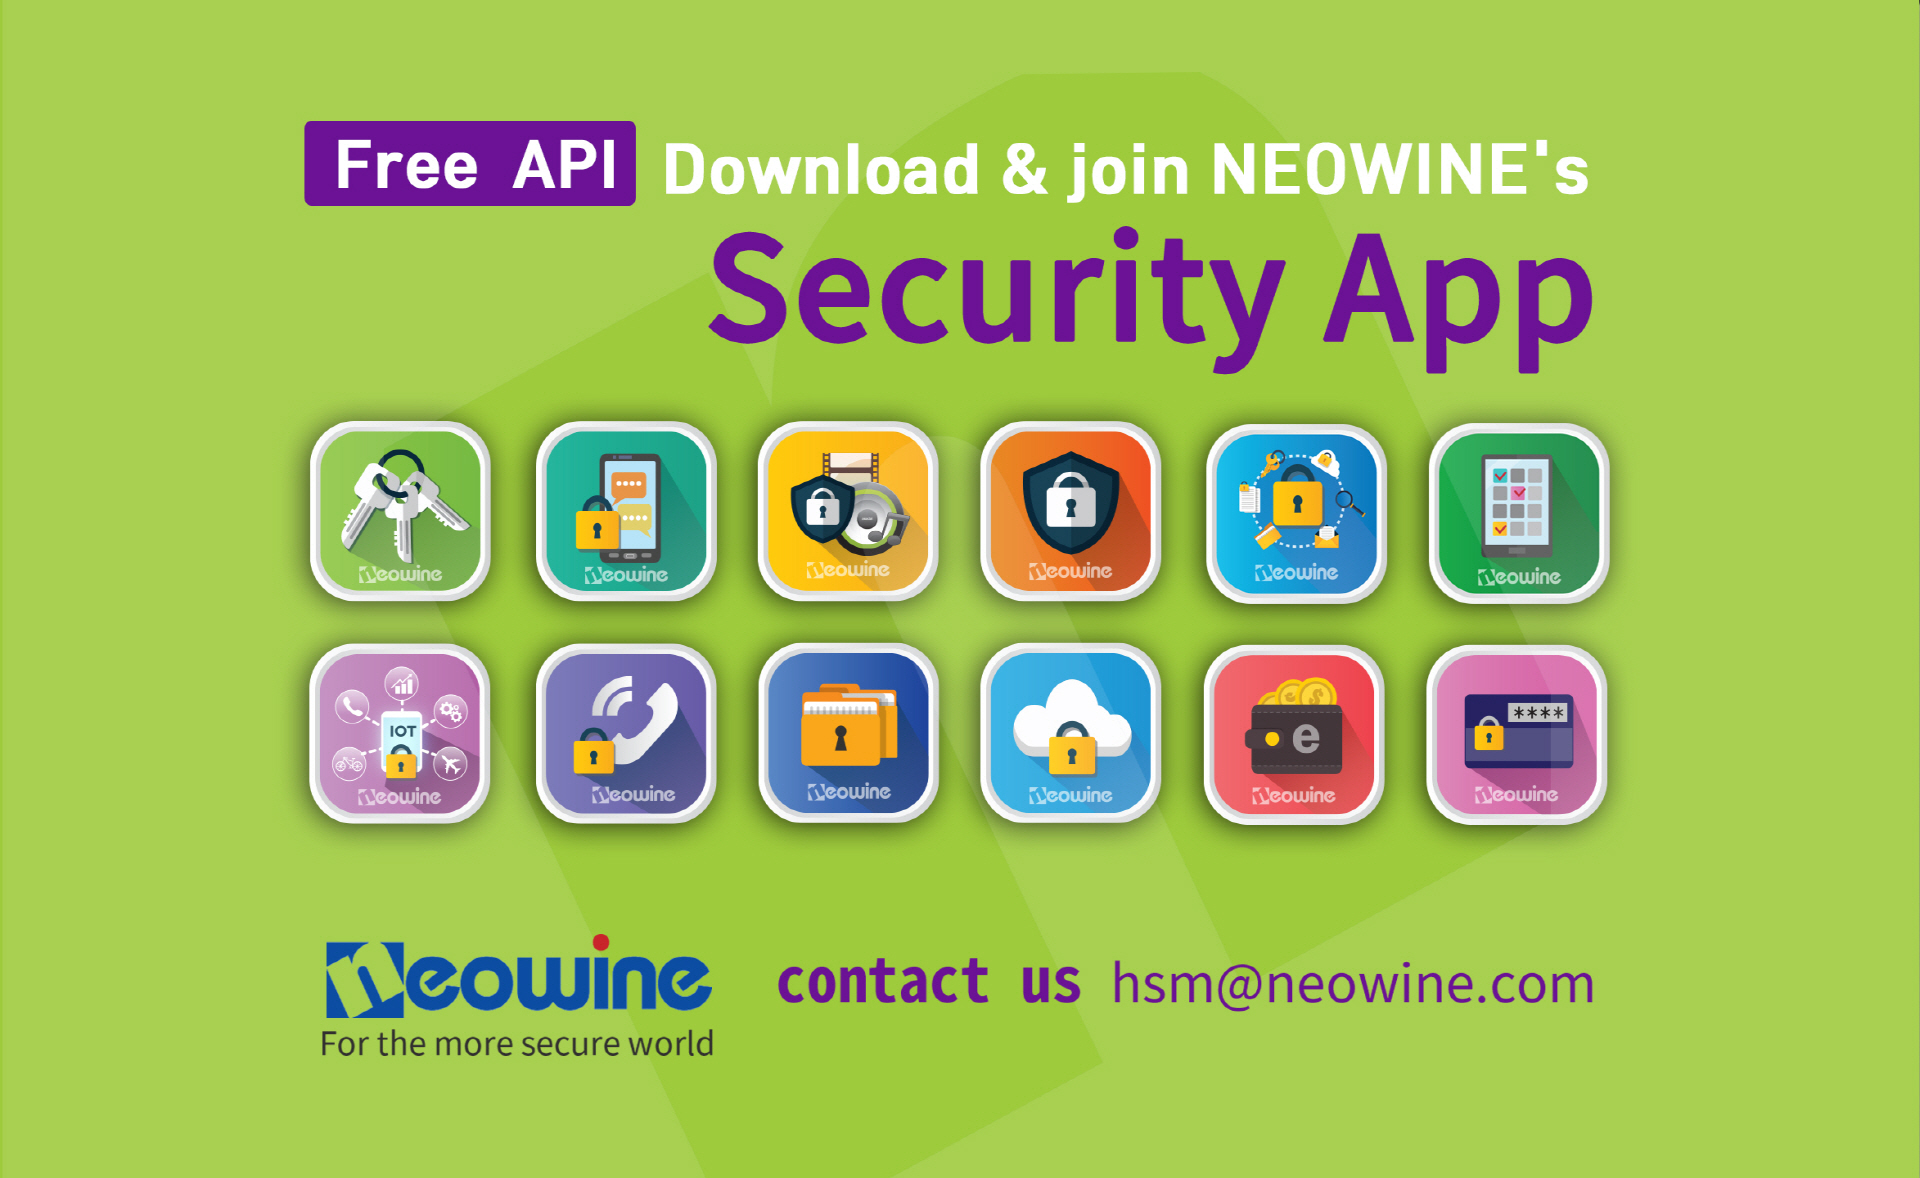 Free API Download & join NEOWINE's
Security App
Neowine Neowine Neowine Neowine Neowine Neowine
IOT
****
e
Neowine Neowine Neowine Neowine Neowine Neowine
Neowine
contact us hsm@neowine.com
For the more secure world